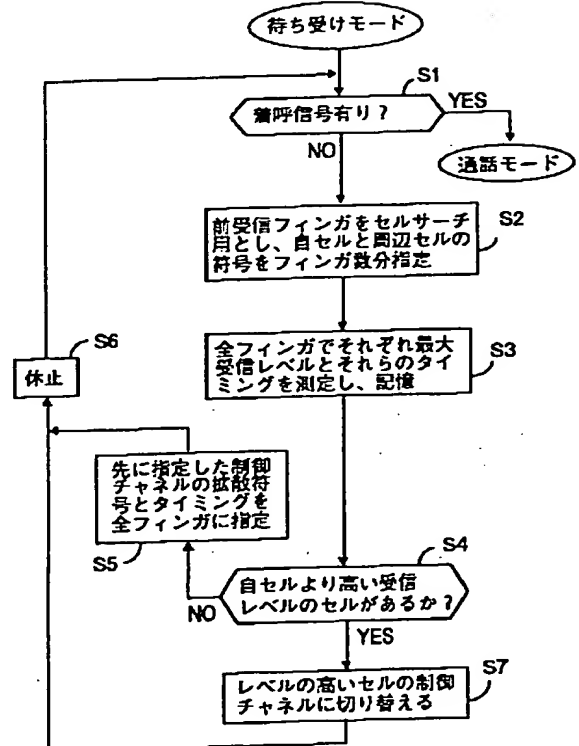 待ち受けモード
S1
着呼信号有り?
YES
NO
通話モード
前受信フィンガをセルサーチ
用とし、自セルと周辺セルの
符号をフィンガ数分指定
S2
S6
休止
全フィンガでそれぞれ最大
受信レベルとそれらのタイ
ミングを測定し、記憶
S3
先に指定した制御
チャネルの拡散符
号とタイミングを
全フィンガに指定
S5
S4
自セルより高い受信
レベルのセルがあるか?
NO
YES
S7
レベルの高いセルの制御
チャネルに切り替える